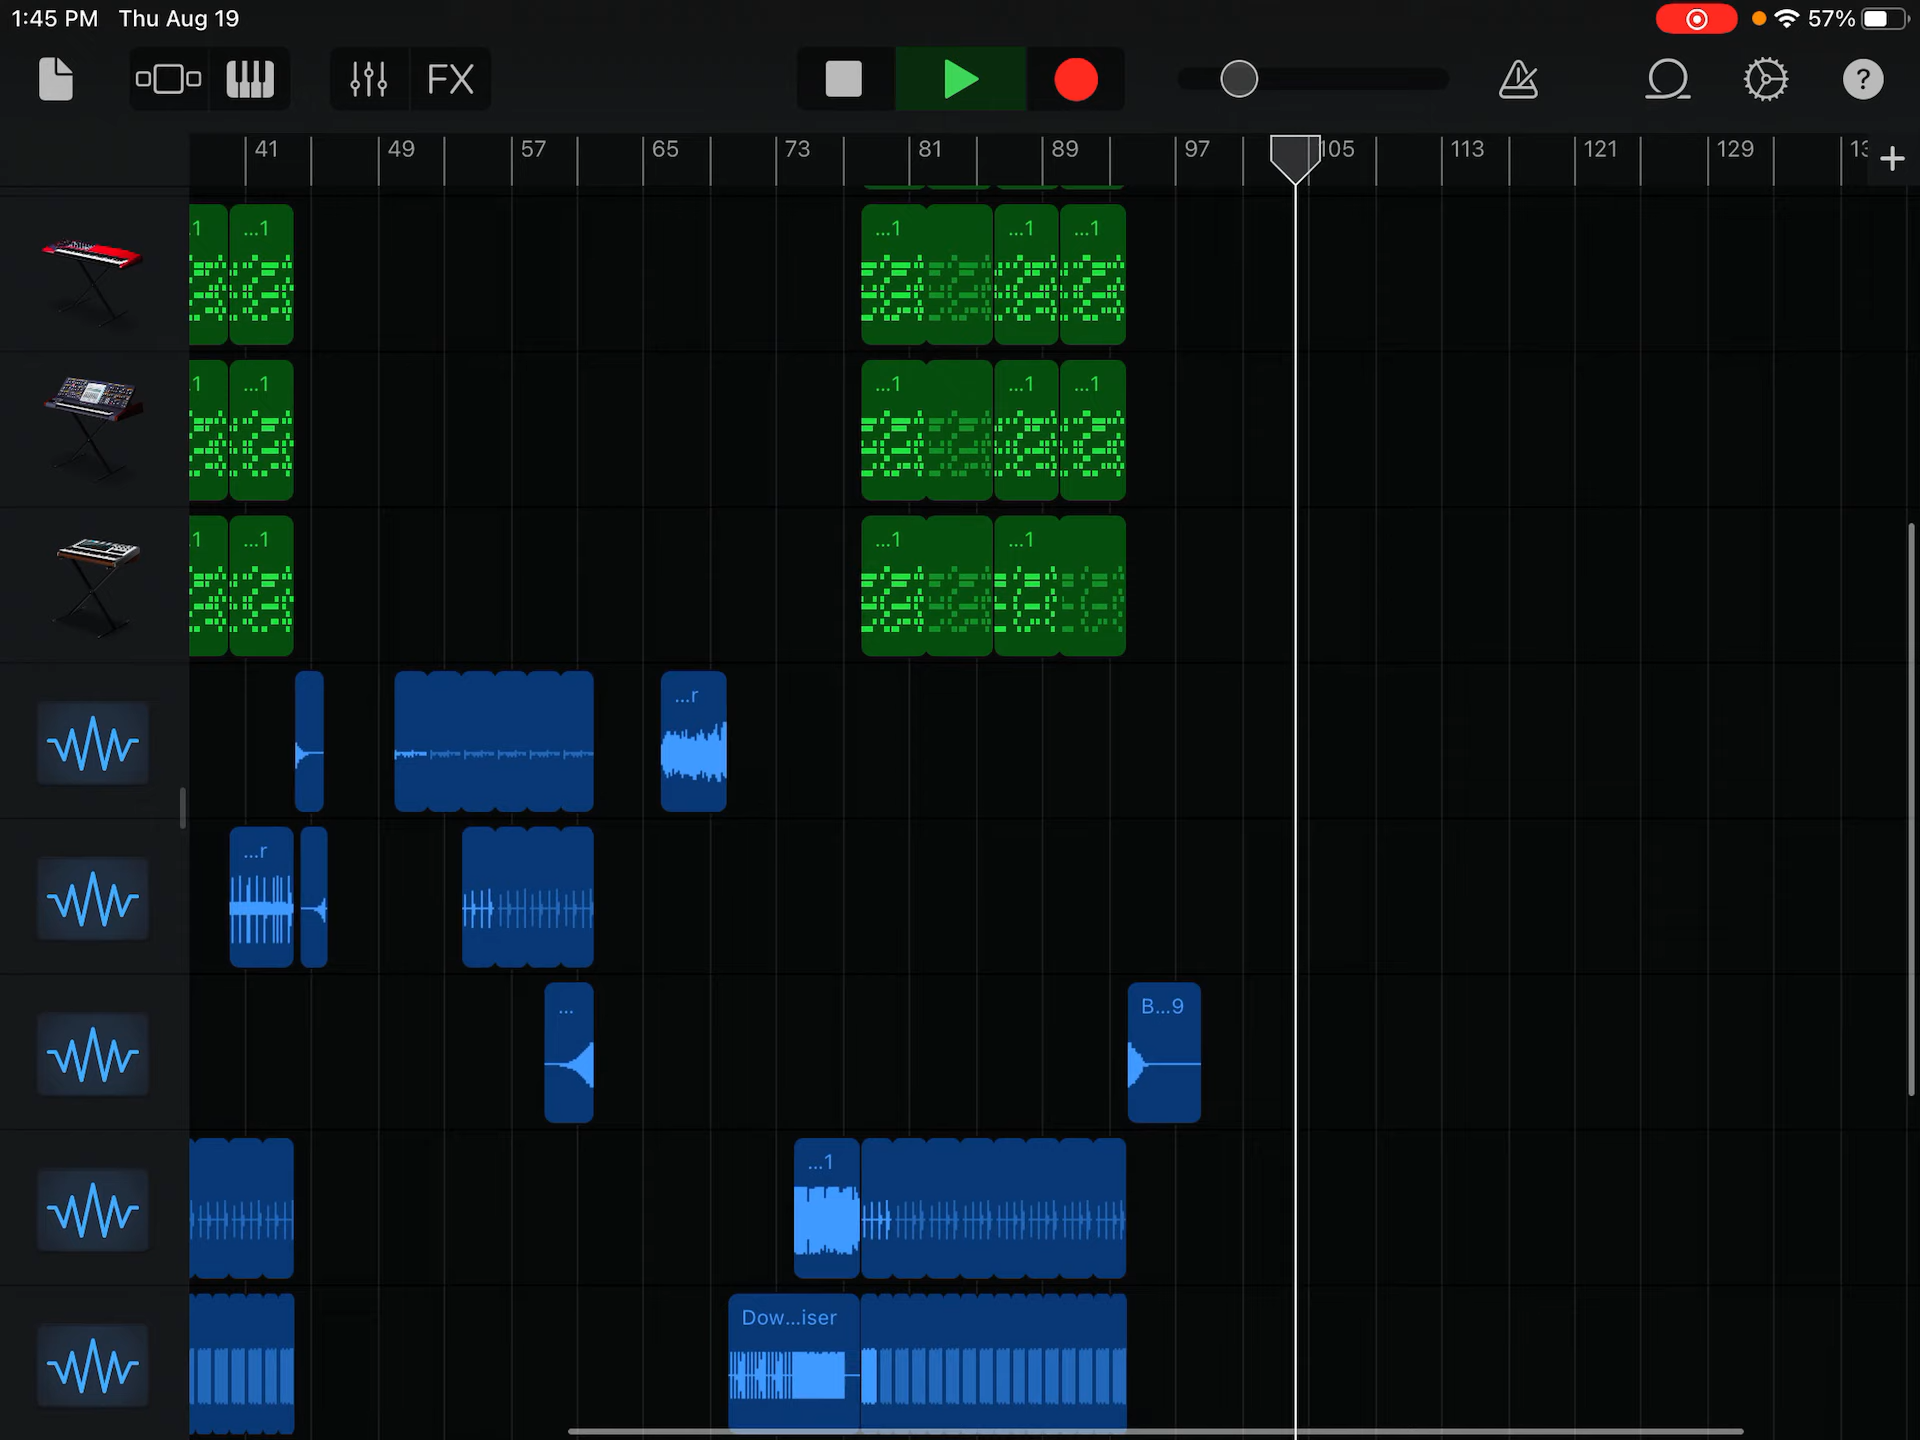 1:45 PM Thu Aug 19 57%
FX ?
41 49 57 65 73 81 89 97 105 113 121 129 +
.1 ...1 ...1 ...1 ...1
.1 ...1 ...1 ...1 ...1
.1 ...1 ...1 ...1
...r
...r
... B...9
...1
Dow...iser